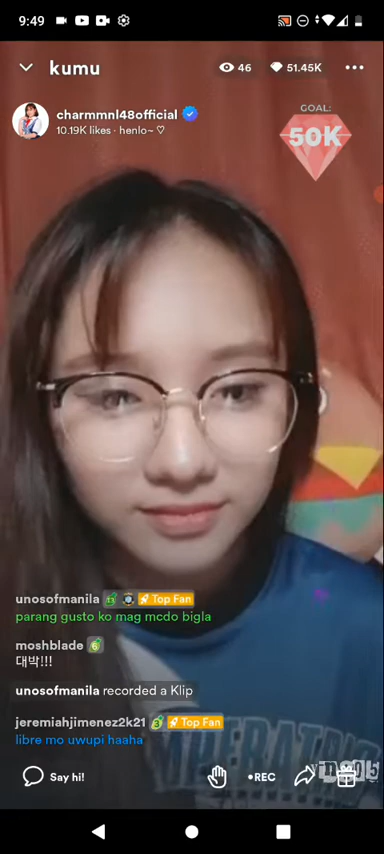 9:49
kumu
46
51.45K
charmmnl48official
10.19K likes · henlo~ ♡
GOAL:
50K
unosofmanila Top Fan
parang gusto ko mag mcdo bigla
moshblade 6
대박!!!
unosofmanila recorded a Klip
jeremiahjimenez2k21 3 Top Fan
libre mo uwupi haaha
Say hi!
•REC